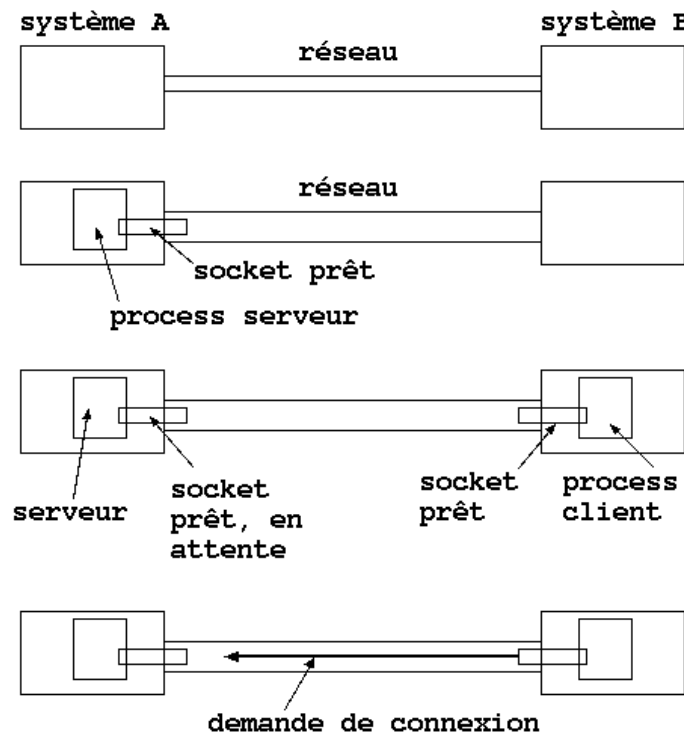 système A
système B
réseau
réseau
socket prêt
process serveur
serveur
socket
prêt, en
attente
socket
prêt
process
client
demande de connexion